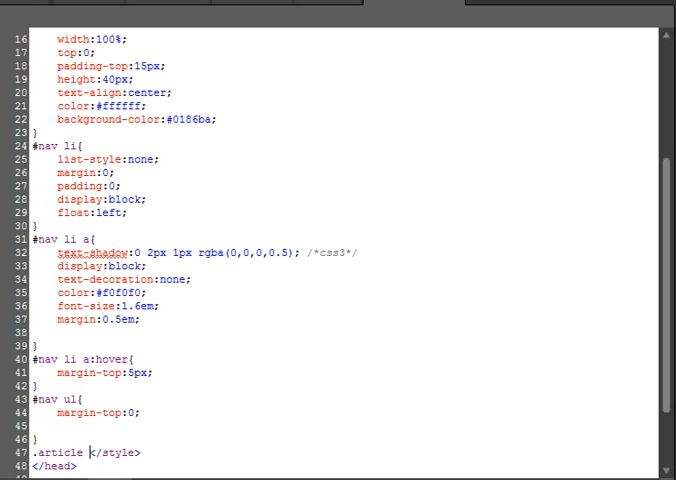 16 width:100%;
17 top:0;
18 padding-top:15px;
19 height:40px;
20 text-align:center;
21 color:#ffffff;
22 background-color:#0186ba;
23 }
24 #nav li{
25 list-style:none;
26 margin:0;
27 padding:0;
28 display:block;
29 float:left;
30 }
31 #nav li a{
32 text-shadow:0 2px 1px rgba(0,0,0,0.5); /*css3*/
33 display:block;
34 text-decoration:none;
35 color:#f0f0f0;
36 font-size:1.6em;
37 margin:0.5em;
38
39 }
40 #nav li a:hover{
41 margin-top:5px;
42 }
43 #nav ul{
44 margin-top:0;
45
46 }
47 .article </style>
48 </head>